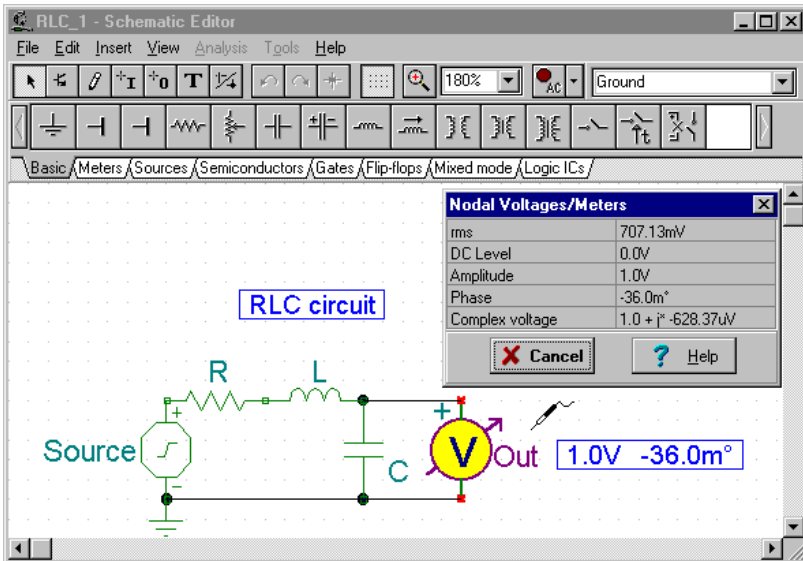 RLC_1 - Schematic Editor
File Edit Insert View Analysis Tools Help
+I +0 T 180% AC Ground
t
Basic Meters Sources Semiconductors Gates Flip-flops Mixed mode Logic ICs
Nodal Voltages/Meters
rms 707.13mV
DC Level 0.0V
Amplitude 1.0V
Phase -36.0m°
Complex voltage 1.0 + j* -628.37uV
Cancel ? Help
RLC circuit
R L
+ +
Source C V Out 1.0V -36.0m°
-